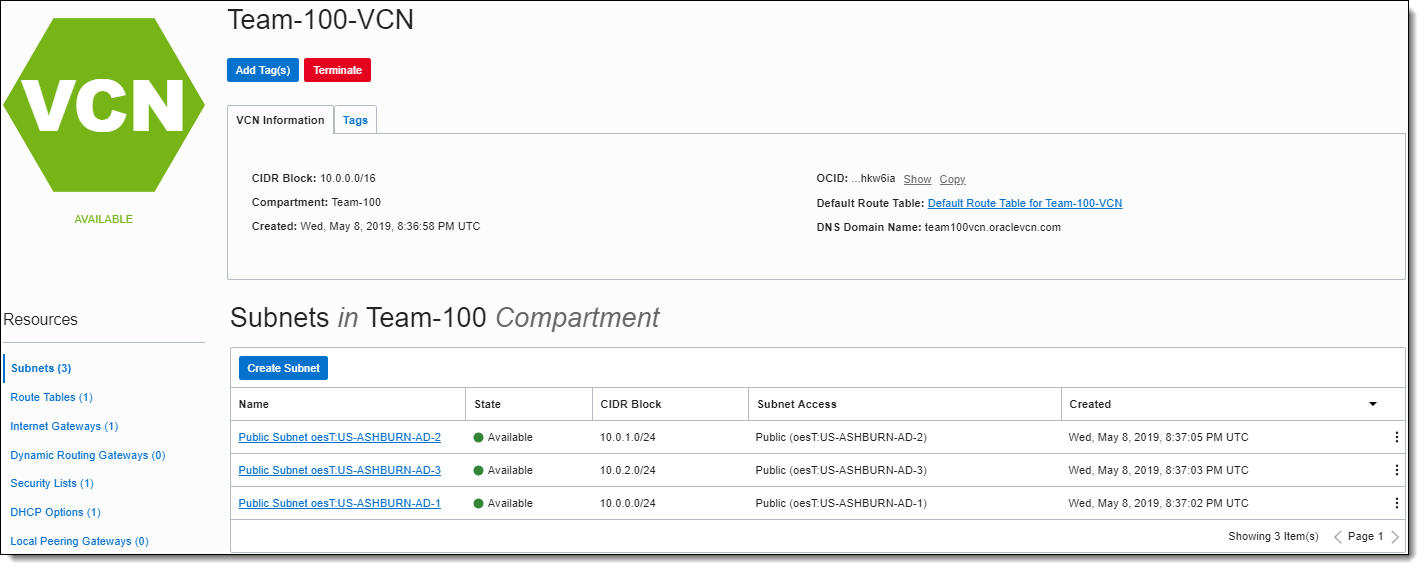 Team-100-VCN
VCN
Add Tag(s) Terminate
VCN Information Tags
CIDR Block: 10.0.0.0/16
Compartment: Team-100
Created: Wed, May 8, 2019, 8:36:58 PM UTC
OCID: ...hkw6ia Show Copy
Default Route Table: Default Route Table for Team-100-VCN
DNS Domain Name: team100vcn.oraclevcn.com
AVAILABLE
Resources
Subnets (3)
Route Tables (1)
Internet Gateways (1)
Dynamic Routing Gateways (0)
Security Lists (1)
DHCP Options (1)
Local Peering Gateways (0)
Subnets in Team-100 Compartment
Create Subnet
Name State CIDR Block Subnet Access Created
Public Subnet oesT:US-ASHBURN-AD-2 Available 10.0.1.0/24 Public (oesT:US-ASHBURN-AD-2) Wed, May 8, 2019, 8:37:05 PM UTC
Public Subnet oesT:US-ASHBURN-AD-3 Available 10.0.2.0/24 Public (oesT:US-ASHBURN-AD-3) Wed, May 8, 2019, 8:37:03 PM UTC
Public Subnet oesT:US-ASHBURN-AD-1 Available 10.0.0.0/24 Public (oesT:US-ASHBURN-AD-1) Wed, May 8, 2019, 8:37:02 PM UTC
Showing 3 Item(s) Page 1